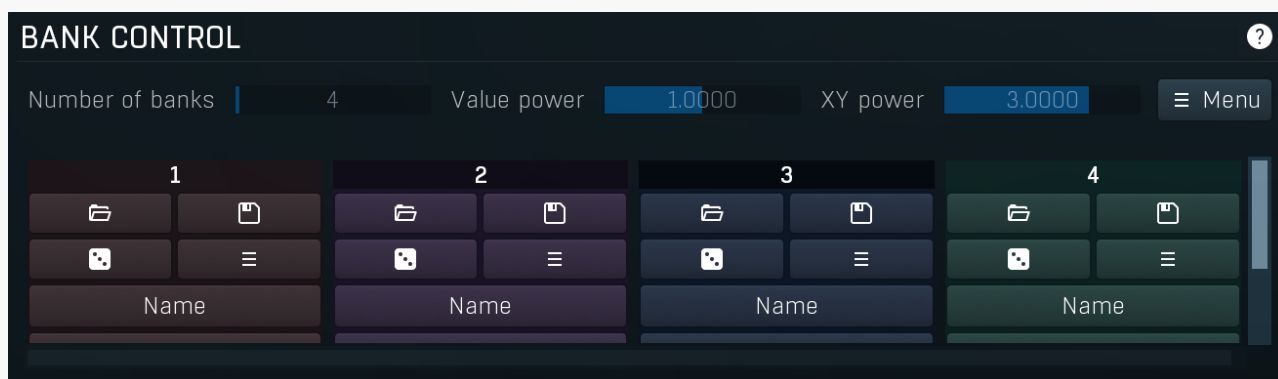 BANK CONTROL ?
Number of banks 4 Value power 1.0000 XY power 3.0000 Menu
1 2 3 4
Name Name Name Name